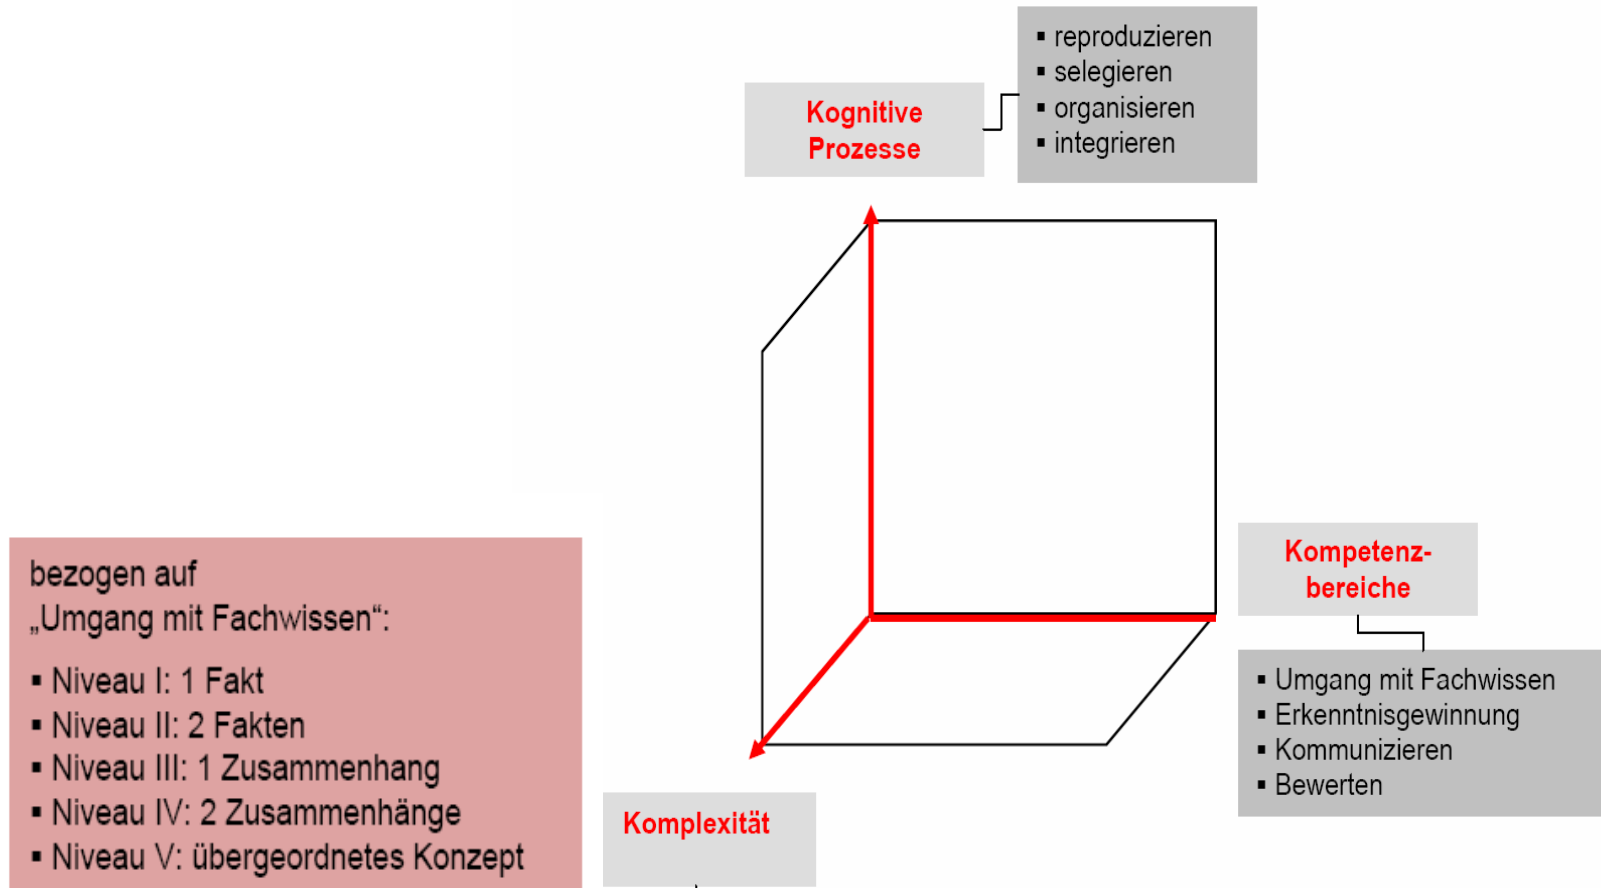 ▪ reproduzieren
▪ selegieren
▪ organisieren
▪ integrieren
Kognitive
Prozesse
Kompetenz-
bereiche
▪ Umgang mit Fachwissen
▪ Erkenntnisgewinnung
▪ Kommunizieren
▪ Bewerten
Komplexität
bezogen auf
„Umgang mit Fachwissen“:
▪ Niveau I: 1 Fakt
▪ Niveau II: 2 Fakten
▪ Niveau III: 1 Zusammenhang
▪ Niveau IV: 2 Zusammenhänge
▪ Niveau V: übergeordnetes Konzept